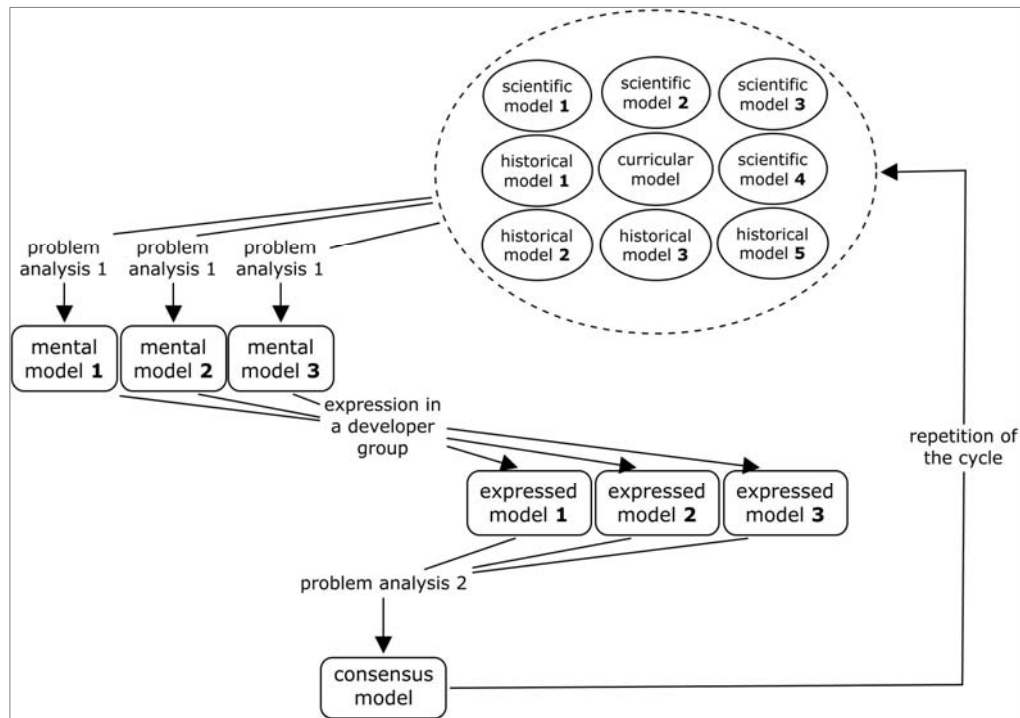 scientific
model 1
scientific
model 2
scientific
model 3
historical
model 1
curricular
model
scientific
model 4
historical
model 2
historical
model 3
historical
model 5
problem
analysis 1
problem
analysis 1
problem
analysis 1
mental
model 1
mental
model 2
mental
model 3
expression in
a developer
group
repetition of
the cycle
expressed
model 1
expressed
model 2
expressed
model 3
problem analysis 2
consensus
model